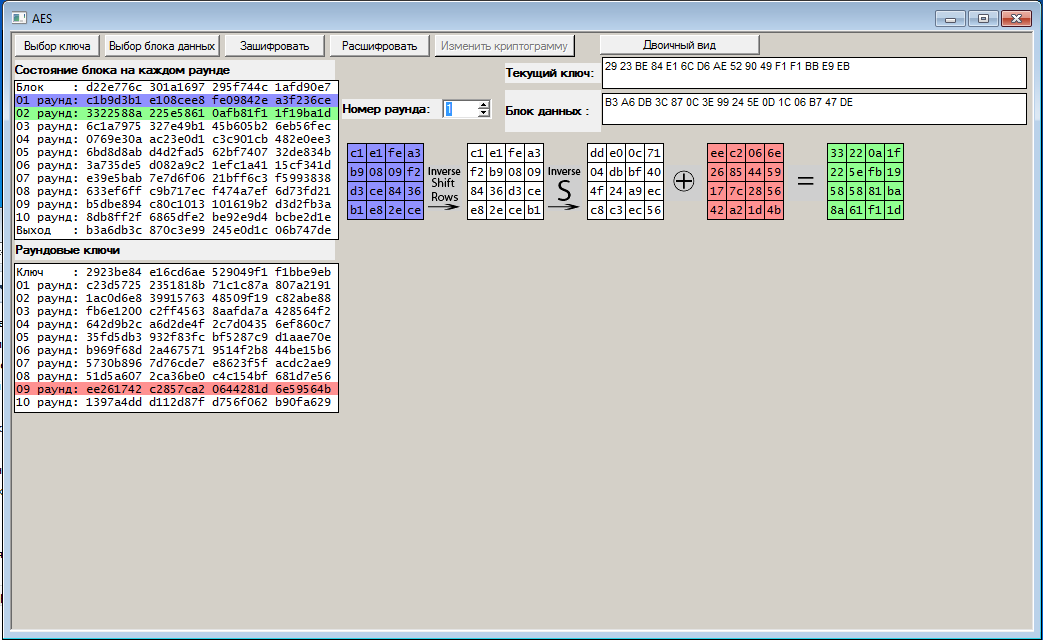 AES
Выбор ключа Выбор блока данных Зашифровать Расшифровать Изменить криптограмму Двоичный вид
Состояние блока на каждом раунде
Блок : d22e776c 301a1697 295f744c 1afd90e7
01 раунд: c1b9d3b1 e108cee8 fe09842e a3f236ce
02 раунд: 3322588a 225e5861 0afb81f1 1f19ba1d
03 раунд: 6c1a7975 327e49b1 45b605b2 6eb56fec
04 раунд: 0769e30a ac23e0d1 c3c901cb 482e0ee3
05 раунд: 6bd8d8ab d4d2fad5 62bf7407 32de834b
06 раунд: 3a735de5 d082a9c2 1efc1a41 15cf341d
07 раунд: e39e5bab 7e7d6f06 21bff6c3 f5993838
08 раунд: 633ef6ff c9b717ec f474a7ef 6d73fd21
09 раунд: b5dbe894 c80c1013 101619b2 d3d2fb3a
10 раунд: 8db8ff2f 6865dfe2 be92e9d4 bcbe2d1e
Выход : b3a6db3c 870c3e99 245e0d1c 06b747de
Раундовые ключи
Ключ : 2923be84 e16cd6ae 529049f1 f1bbe9eb
01 раунд: c23d5725 2351818b 71c1c87a 807a2191
02 раунд: 1ac0d6e8 39915763 48509f19 c82abe88
03 раунд: fb6e1200 c2ff4563 8aafda7a 428564f2
04 раунд: 642d9b2c a6d2de4f 2c7d0435 6ef860c7
05 раунд: 35fd5db3 932f83fc bf5287c9 d1aae70e
06 раунд: b969f68d 2a467571 9514f2b8 44be15b6
07 раунд: 5730b896 7d76cde7 e8623f5f acdc2ae9
08 раунд: 51d5a607 2ca36be0 c4c154bf 681d7e56
09 раунд: ee261742 c2857ca2 0644281d 6e59564b
10 раунд: 1397a4dd d112d87f d756f062 b90fa629
Номер раунда: 1
Текущий ключ: 29 23 BE 84 E1 6C D6 AE 52 90 49 F1 F1 BB E9 EB
Блок данных : B3 A6 DB 3C 87 0C 3E 99 24 5E 0D 1C 06 B7 47 DE
c1 e1 fe a3 c1 e1 fe a3 dd e0 0c 71 ee c2 06 6e 33 22 0a 1f
b9 08 09 f2 f2 b9 08 09 04 db bf 40 26 85 44 59 22 5e fb 19
d3 ce 84 36 84 36 d3 ce 4f 24 a9 ec 17 7c 28 56 58 58 81 ba
b1 e8 2e ce e8 2e ce b1 c8 c3 ec 56 42 a2 1d 4b 8a 61 f1 1d
Inverse
Shift
Rows
Inverse
S
⊕
=